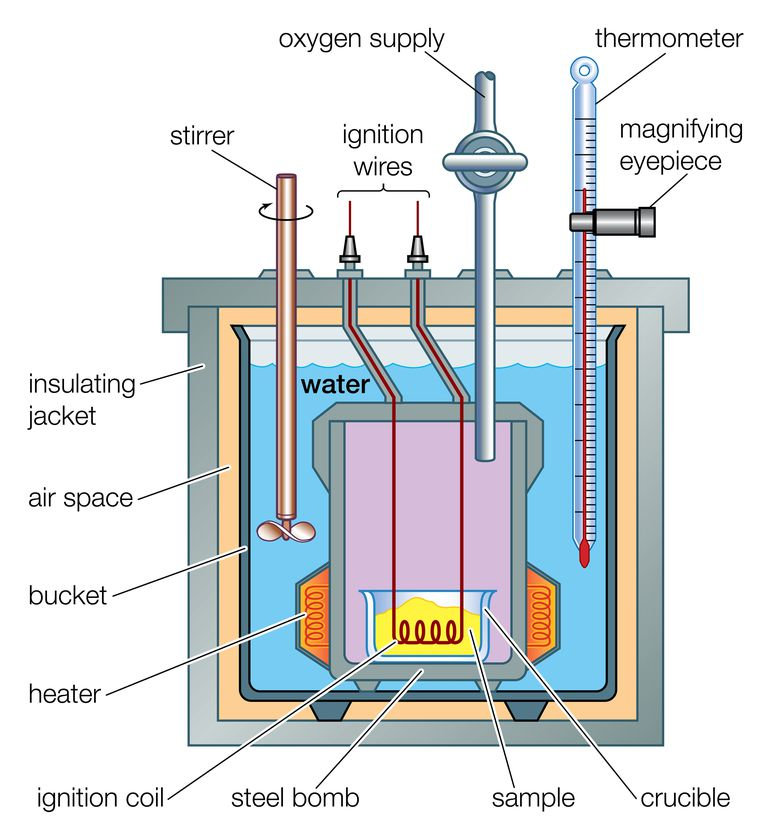 oxygen supply
thermometer
stirrer
ignition
wires
magnifying
eyepiece
insulating
jacket
water
air space
bucket
heater
ignition coil
steel bomb
sample
crucible